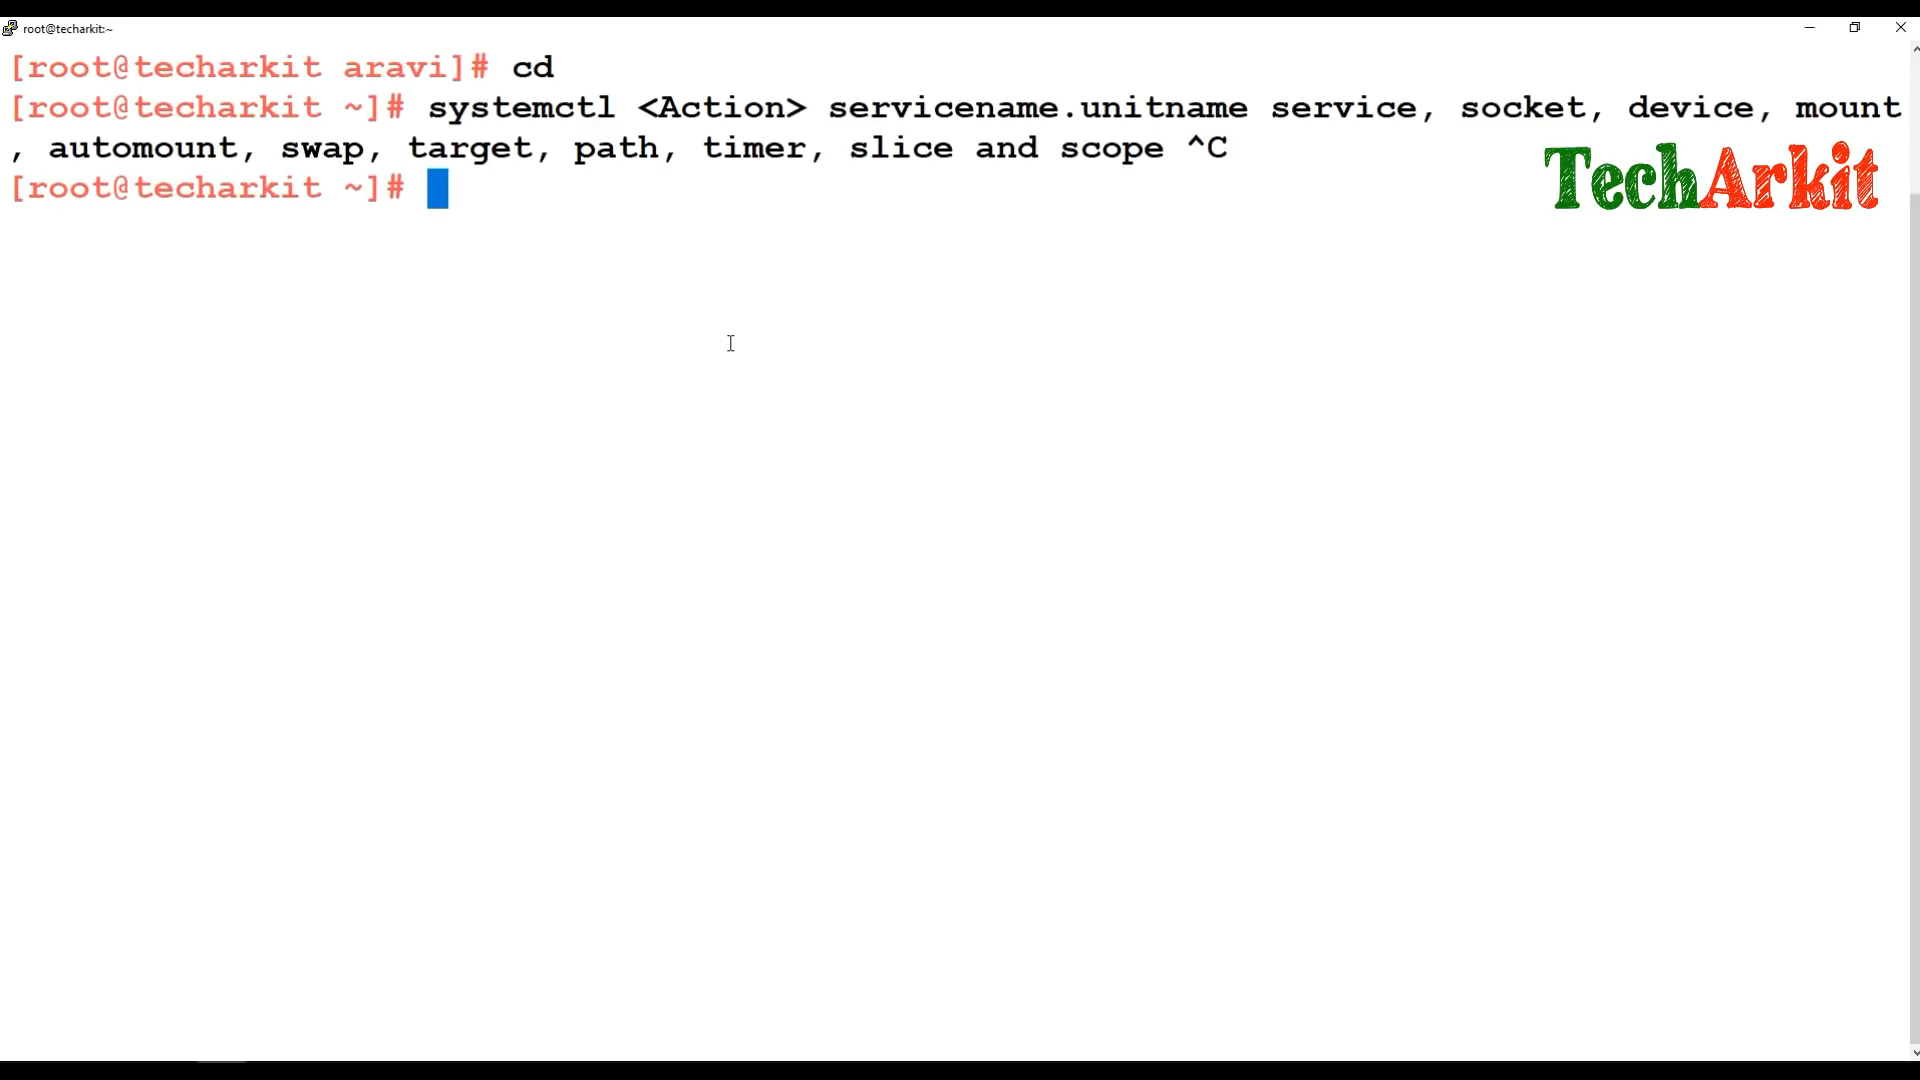 root@techarkit:~
[root@techarkit aravi]# cd
[root@techarkit ~]# systemctl <Action> servicename.unitname service, socket, device, mount
, automount, swap, target, path, timer, slice and scope ^C
[root@techarkit ~]#
TechArkit